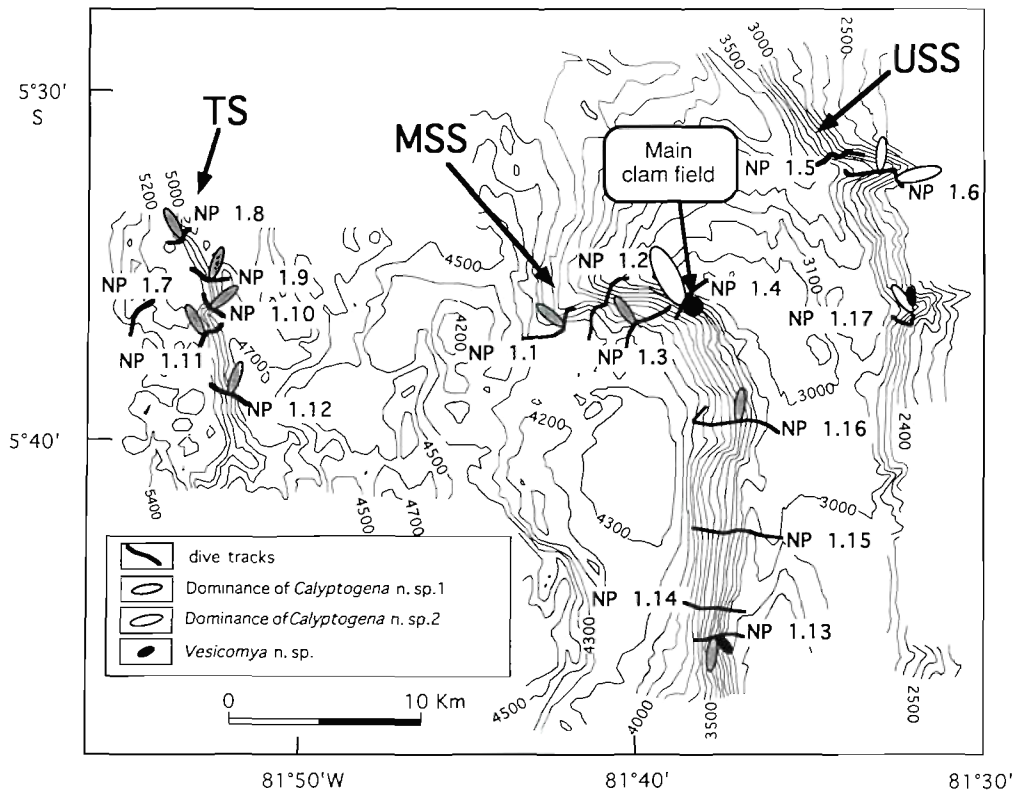 5°30'
S
5°40'
81°50'W
81°40'
81°30'
TS
MSS
USS
Main
clam field
3500
3000
2500
5200
5000
NP 1.8
NP 1.5
NP 1.6
4500
3100
NP 1.2
NP 1.4
NP 1.7
NP 1.9
NP 1.10
4200
NP 1.17
NP 1.11
4700
NP 1.1
NP 1.3
3000
NP 1.12
4200
NP 1.16
2400
4500
5400
4500
4700
4300
3000
NP 1.15
NP 1.14
4300
NP 1.13
4500
4000
3500
2500
dive tracks
Dominance of Calyptogena n. sp.1
Dominance of Calyptogena n. sp.2
Vesicomya n. sp.
0 10 Km